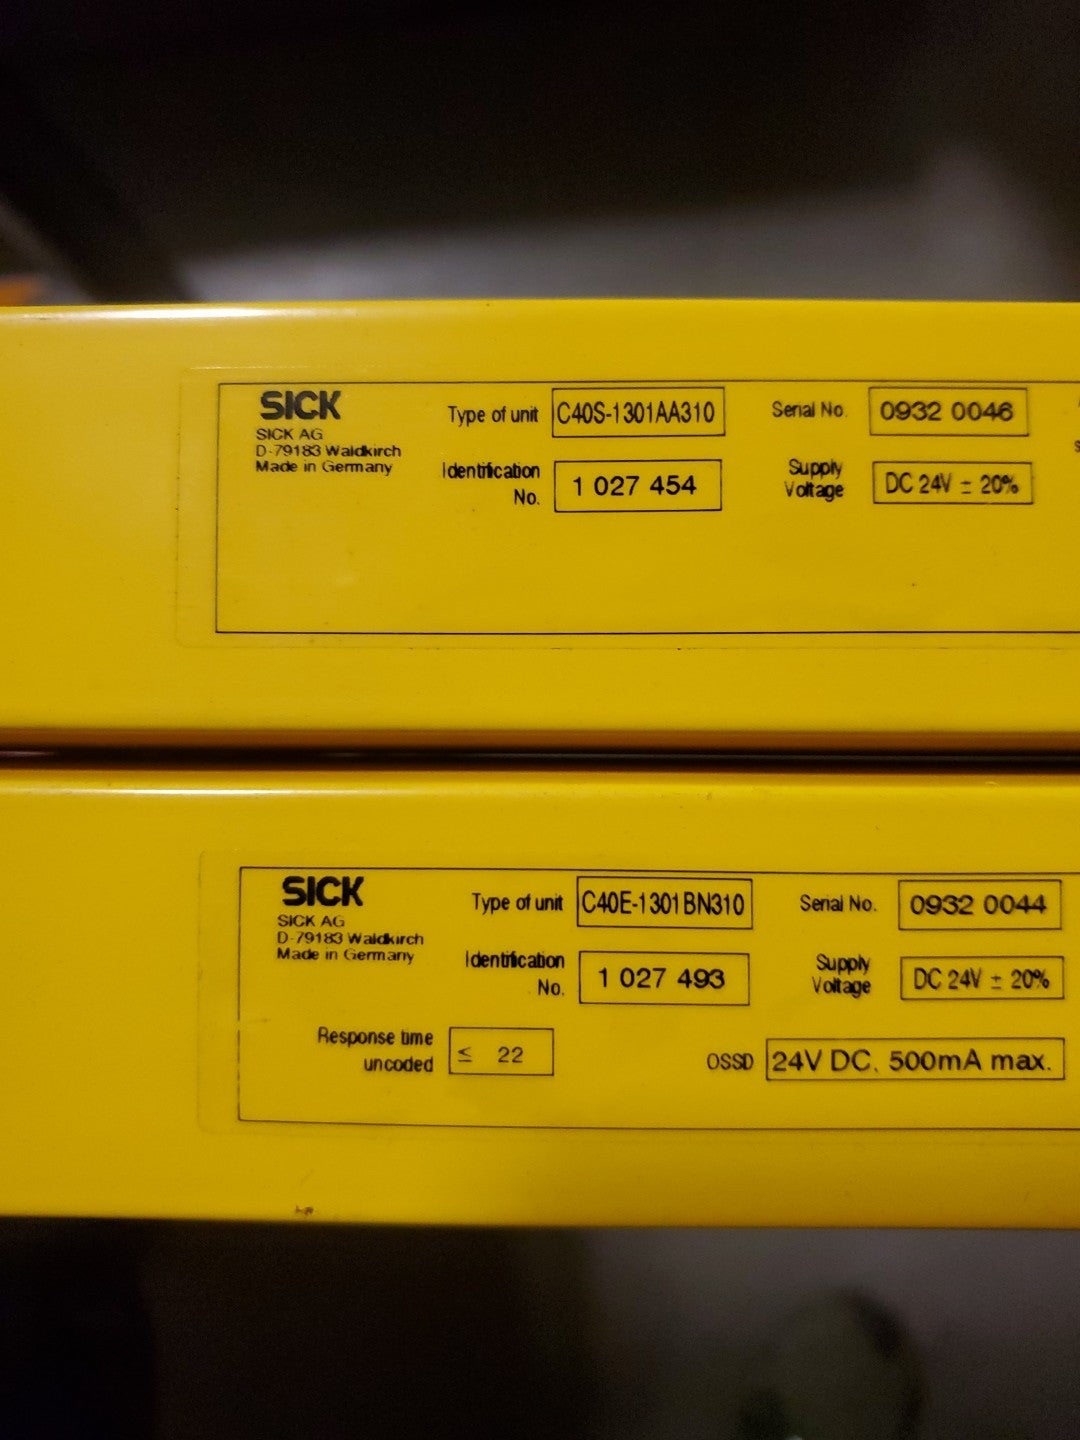 SICK
SICK AG
D-79183 Waldkirch
Made in Germany
Type of unit C40S-1301AA310
Identification No. 1 027 454
Serial No. 0932 0046
Supply Voltage DC 24V ± 20%
SICK
SICK AG
D-79183 Waldkirch
Made in Germany
Type of unit C40E-1301BN310
Identification No. 1 027 493
Serial No. 0932 0044
Supply Voltage DC 24V ± 20%
Response time uncoded ≤ 22
OSSD 24V DC, 500mA max.